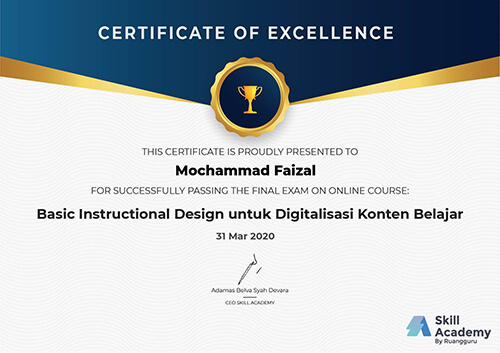 CERTIFICATE OF EXCELLENCE
THIS CERTIFICATE IS PROUDLY PRESENTED TO
Mochammad Faizal
FOR SUCCESSFULLY PASSING THE FINAL EXAM ON ONLINE COURSE:
Basic Instructional Design untuk Digitalisasi Konten Belajar
31 Mar 2020
Adamas Belva Syah Devara
CEO SKILL ACADEMY
Skill
Academy
By Ruangguru